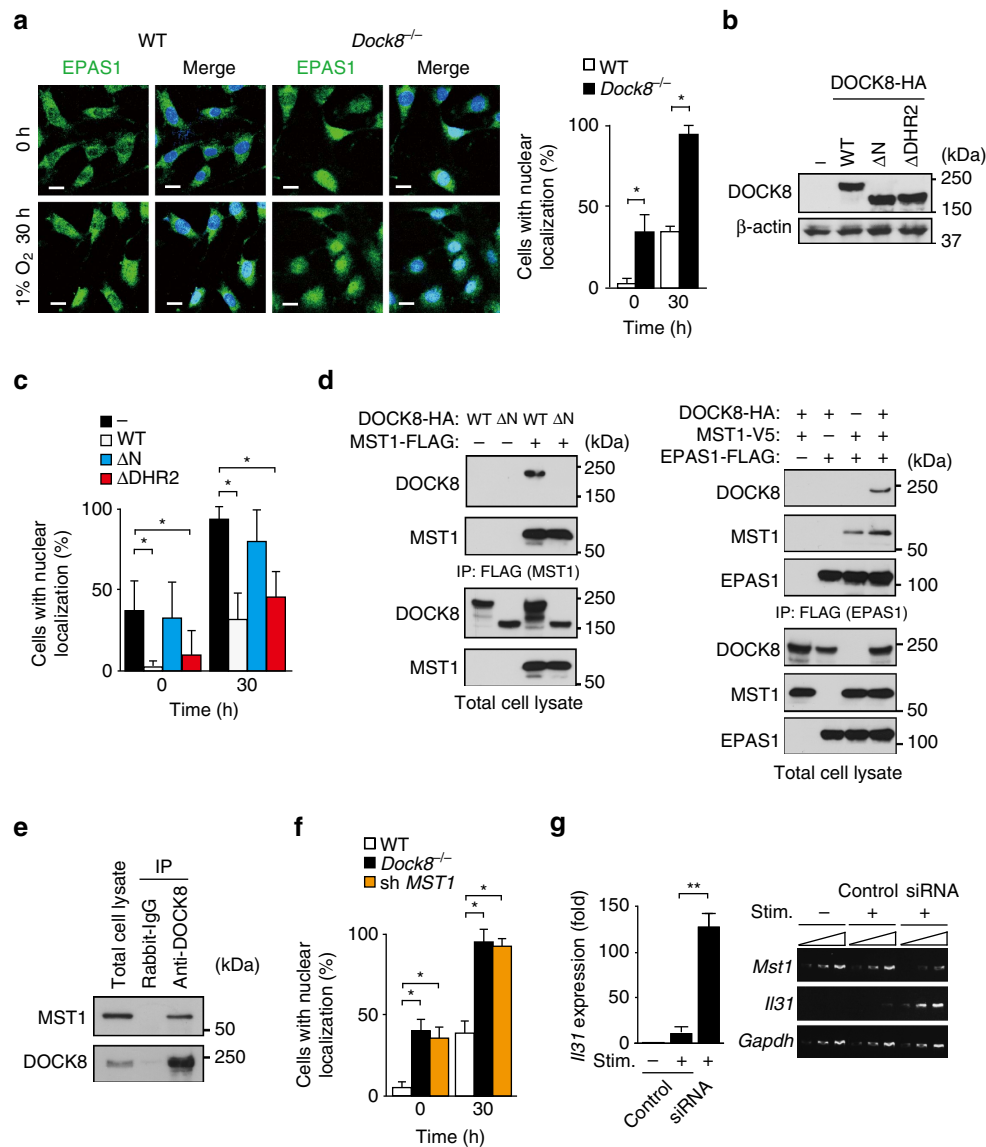 a
WT Dock8–/–
EPAS1 Merge EPAS1 Merge
0 h
1% O2 30 h
WT
Dock8–/–
*
*
100
50
0
Cells with nuclear localization (%)
0 30
Time (h)
b
DOCK8-HA
– WT ΔN ΔDHR2 (kDa)
DOCK8 250
150
β-actin
37
c
–
WT
ΔN
ΔDHR2
*
*
*
*
100
50
0
Cells with nuclear localization (%)
0 30
Time (h)
d
DOCK8-HA: WT ΔN WT ΔN
MST1-FLAG: – – + + (kDa)
DOCK8 250
150
MST1
50
IP: FLAG (MST1)
DOCK8 250
150
MST1
50
Total cell lysate
DOCK8-HA: + + – +
MST1-V5: + – + +
EPAS1-FLAG: – + + + (kDa)
DOCK8 250
MST1
50
EPAS1 100
IP: FLAG (EPAS1)
DOCK8 250
MST1
50
EPAS1
100
Total cell lysate
e
IP
Total cell lysate
Rabbit-IgG
Anti-DOCK8
(kDa)
MST1
50
DOCK8 250
f
WT
Dock8–/–
sh MST1
*
*
*
*
100
50
0
Cells with nuclear localization (%)
0 30
Time (h)
g
**
150
100
50
0
Il31 expression (fold)
Stim. – + +
Control
siRNA
Control siRNA
Stim. – + +
Mst1
Il31
Gapdh